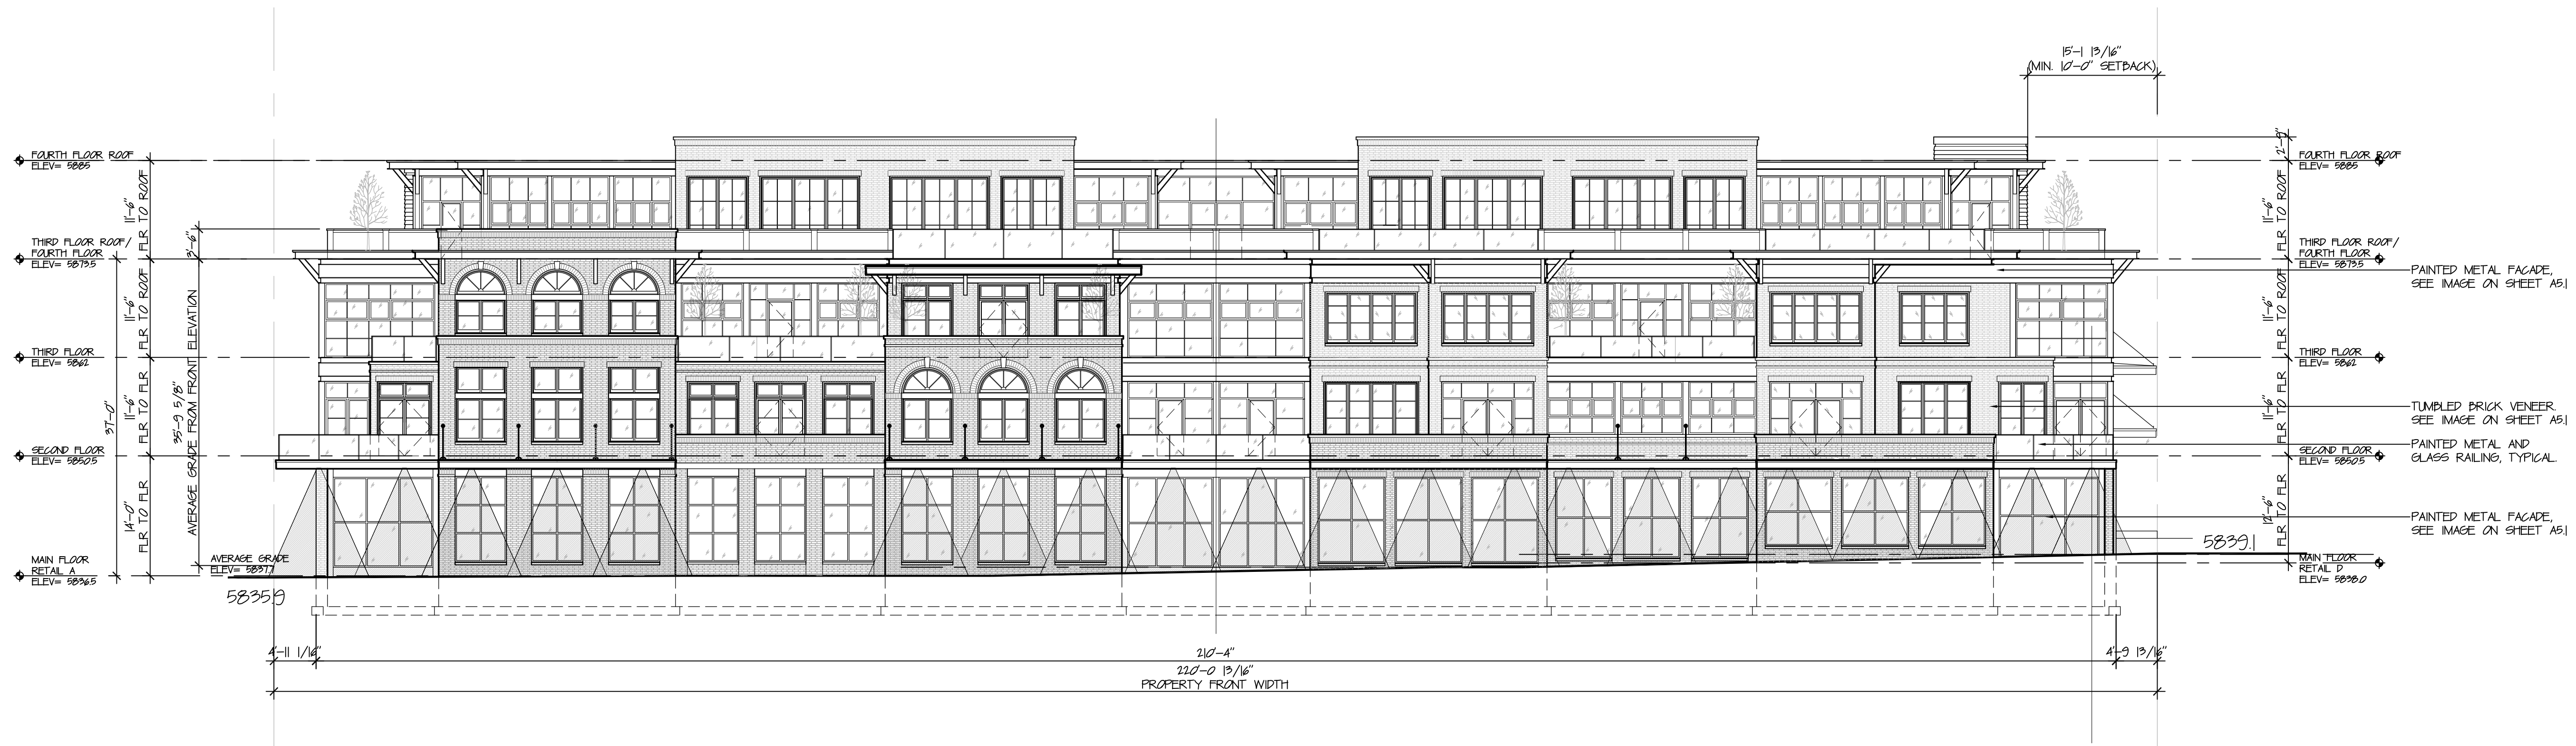 15'-1 13/16"
(MIN. 10'-0" SETBACK)
FOURTH FLOOR ROOF
ELEV= 5885
11'-6"
FLR TO ROOF
THIRD FLOOR ROOF/
FOURTH FLOOR
ELEV= 5873.5
3'-6"
11'-6"
FLR TO ROOF
37'-0"
AVERAGE GRADE FROM FRONT ELEVATION
35'-9 5/8"
THIRD FLOOR
ELEV= 5862
11'-6"
FLR TO FLR
SECOND FLOOR
ELEV= 5850.5
14'-0"
FLR TO FLR
AVERAGE GRADE
ELEV= 5837.7
MAIN FLOOR
RETAIL A
ELEV= 5836.5
5835.9
2'-9"
FOURTH FLOOR ROOF
ELEV= 5885
11'-6"
FLR TO ROOF
THIRD FLOOR ROOF/
FOURTH FLOOR
ELEV= 5873.5
PAINTED METAL FACADE,
SEE IMAGE ON SHEET A5.1
11'-6"
FLR TO ROOF
THIRD FLOOR
ELEV= 5862
11'-6"
FLR TO FLR
TUMBLED BRICK VENEER.
SEE IMAGE ON SHEET A5.1
PAINTED METAL AND
GLASS RAILING, TYPICAL.
SECOND FLOOR
ELEV= 5850.5
12'-6"
FLR TO FLR
PAINTED METAL FACADE,
SEE IMAGE ON SHEET A5.1
5839.1
MAIN FLOOR
RETAIL D
ELEV= 5838.0
4'-11 1/16"
210'-4"
4'-9 13/16"
220'-0 13/16"
PROPERTY FRONT WIDTH